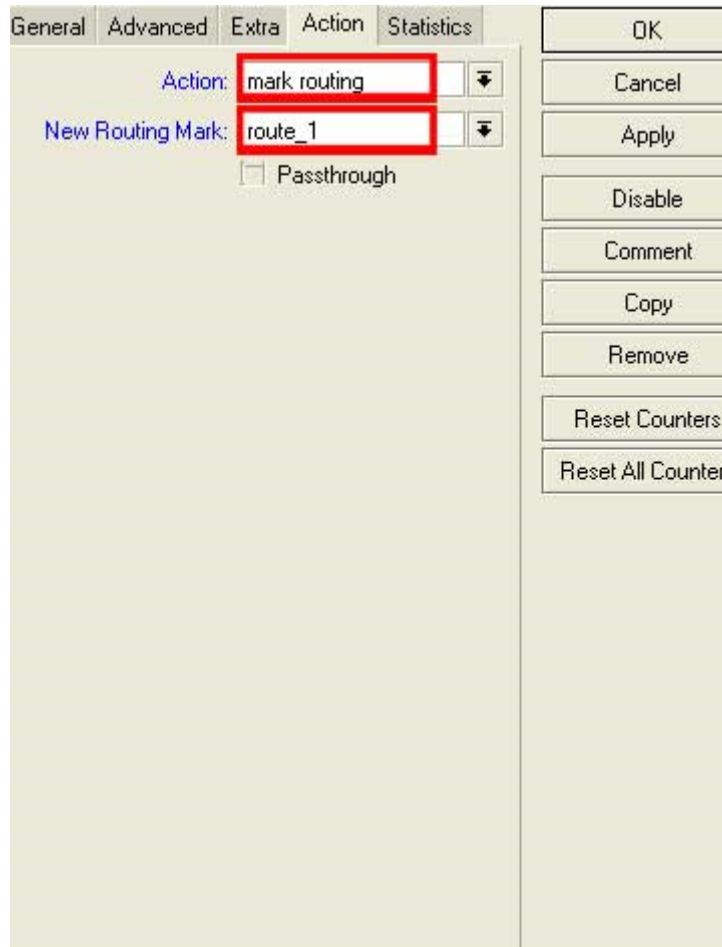 General Advanced Extra Action Statistics
Action: mark routing
New Routing Mark: route_1
Passthrough
OK
Cancel
Apply
Disable
Comment
Copy
Remove
Reset Counters
Reset All Counter